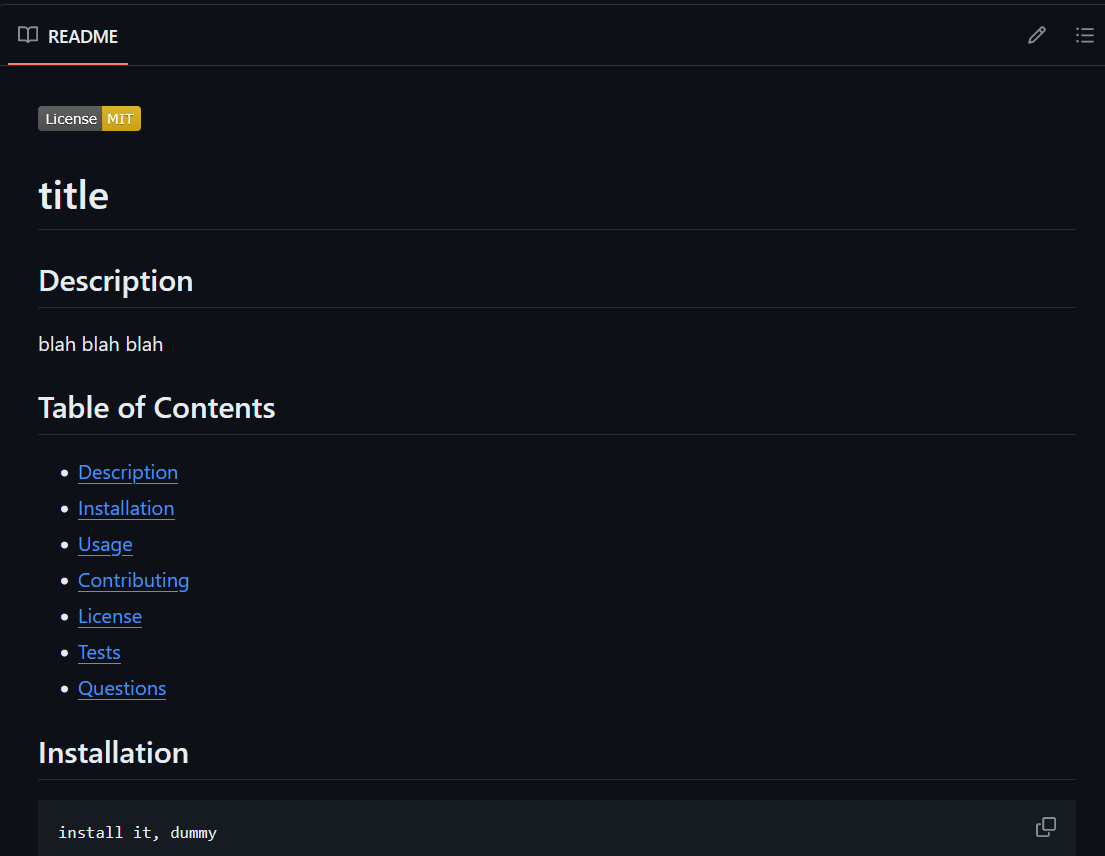 README
License MIT
title
Description
blah blah blah
Table of Contents
Description
Installation
Usage
Contributing
License
Tests
Questions
Installation
install it, dummy